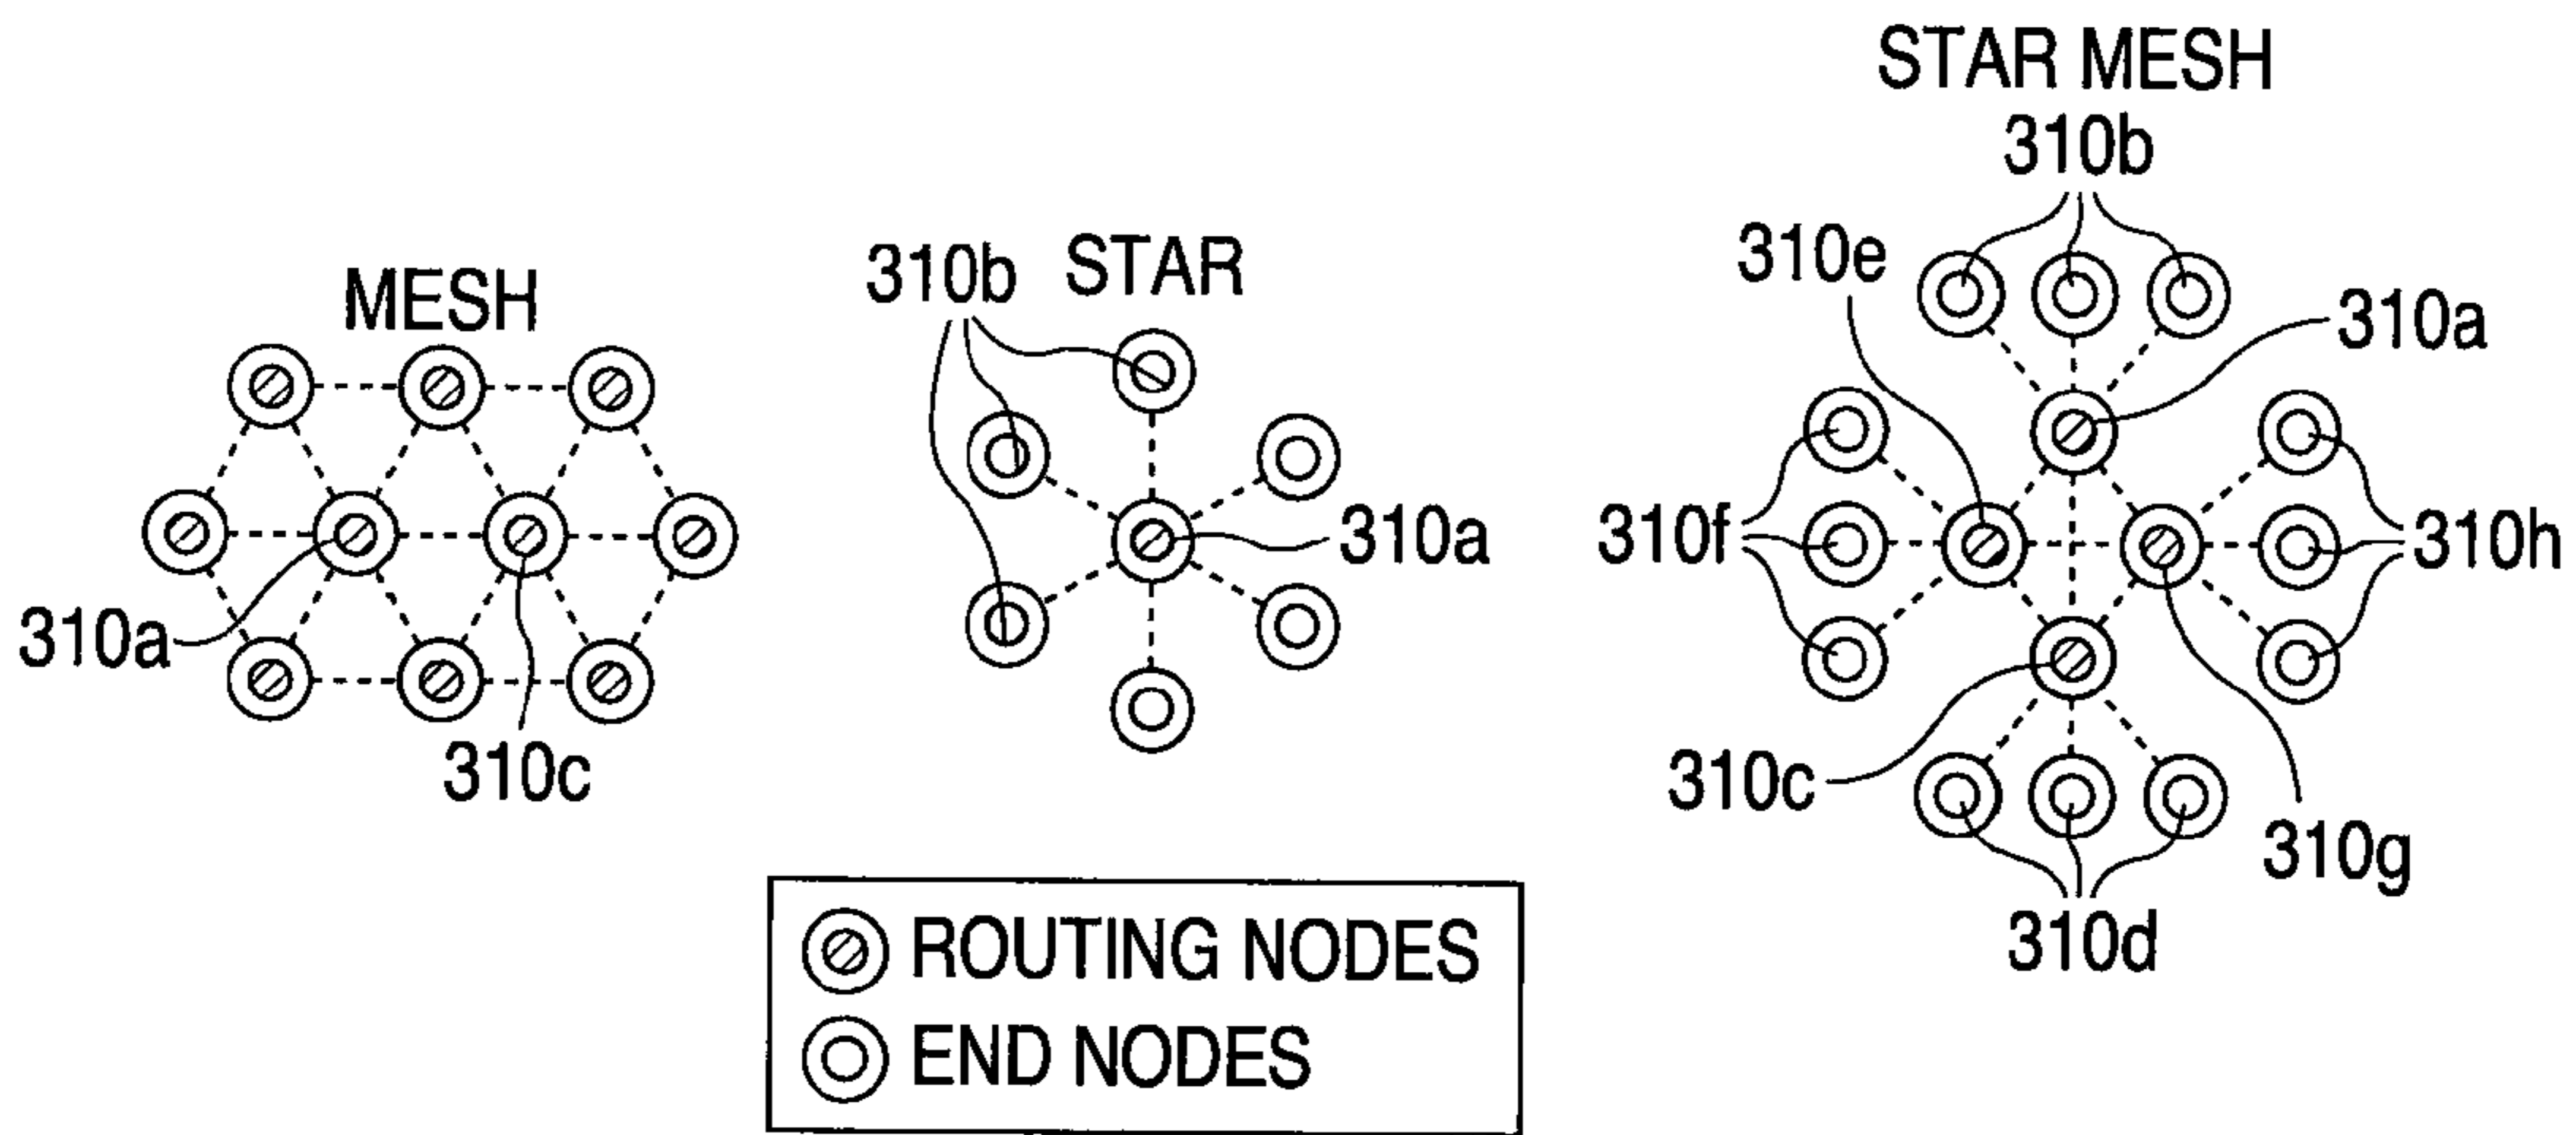 MESH
310a
310c
310b
STAR
310a
STAR MESH
310b
310e
310a
310f
310h
310c
310g
310d
ROUTING NODES
END NODES